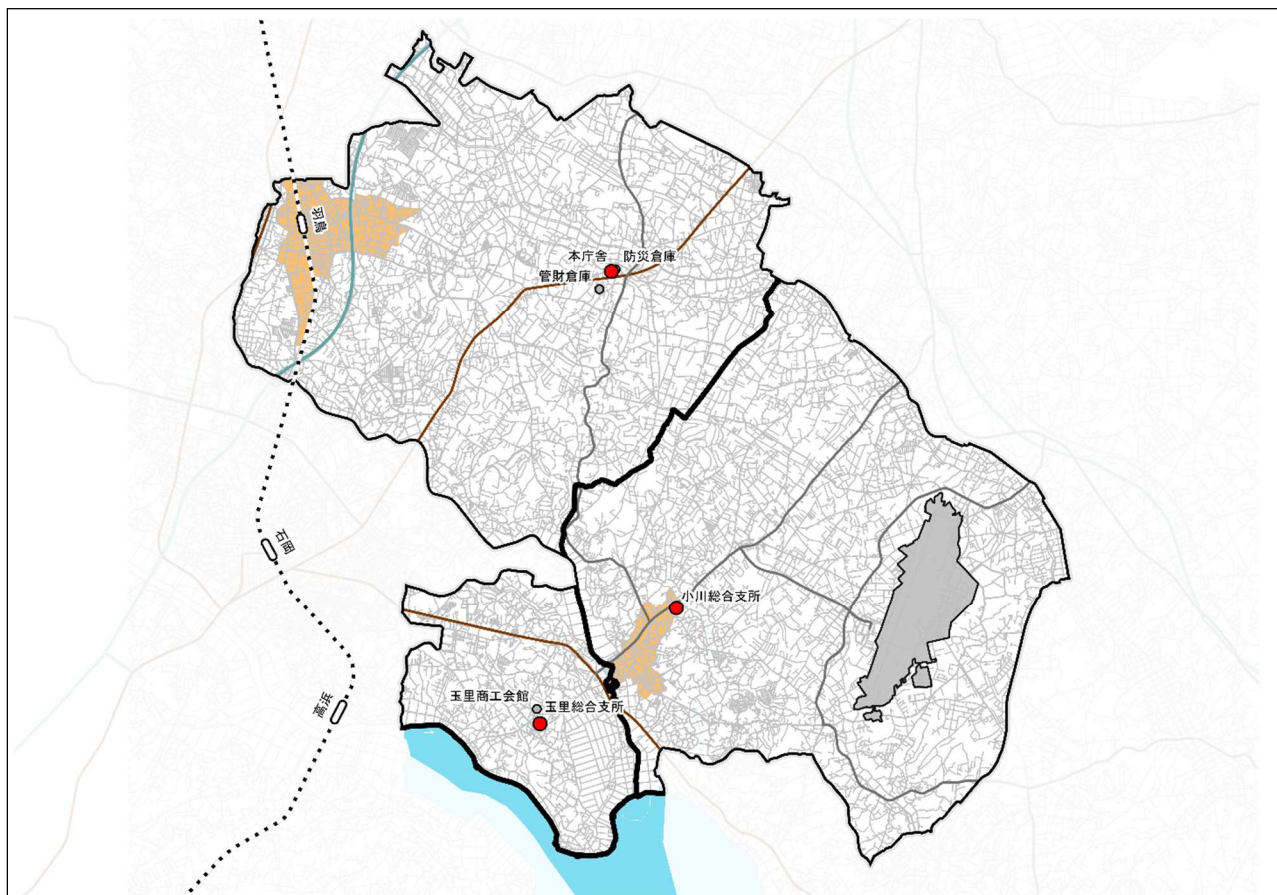 羽鳥
本庁舎
防災倉庫
管財倉庫
石岡
小川総合支所
高浜
玉里商工会館
玉里総合支所